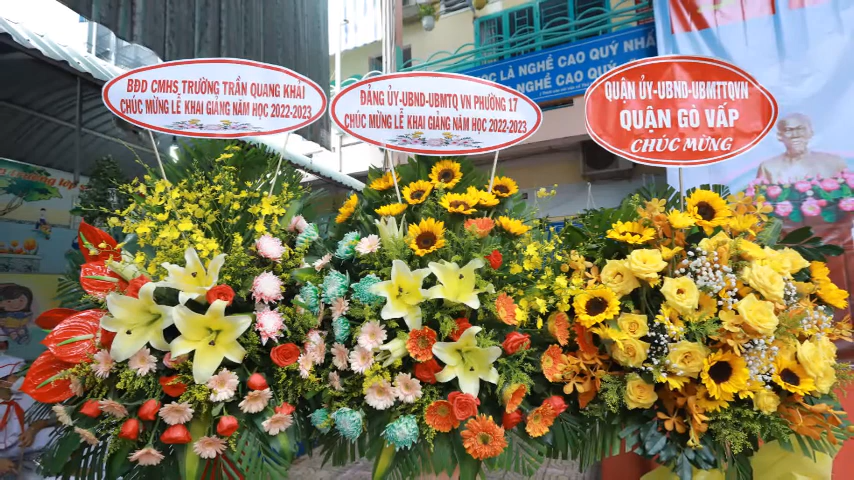 BĐD CMHS TRƯỜNG TRẦN QUANG KHẢI
CHÚC MỪNG LỄ KHAI GIẢNG NĂM HỌC 2022-2023
ĐẢNG ỦY-UBND-UBMTQ VN PHƯỜNG 17
CHÚC MỪNG LỄ KHAI GIẢNG NĂM HỌC 2022-2023
QUẬN ỦY-UBND-UBMTTQVN
QUẬN GÒ VẤP
CHÚC MỪNG
LÀ NGHỀ CAO QUÝ
NGHỀ CAO QUÝ